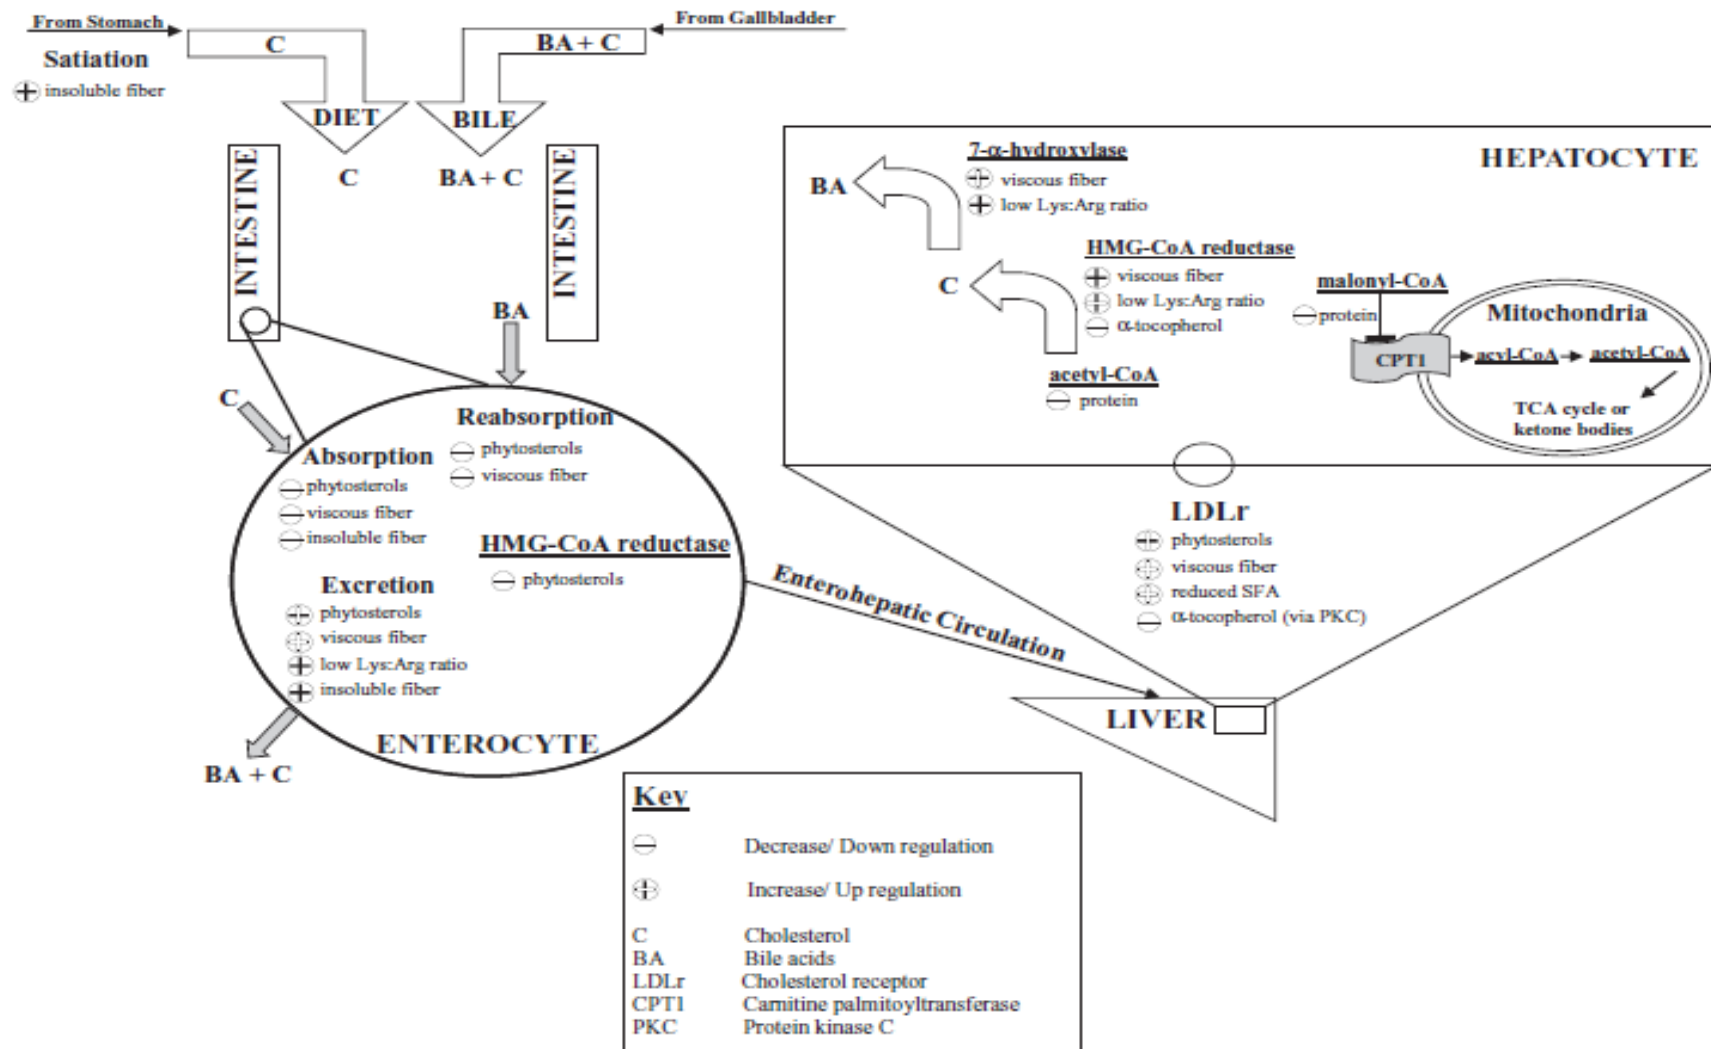 From Stomach
C
Satiation
+ insoluble fiber
From Gallbladder
BA + C
DIET
BILE
C
BA + C
INTESTINE
INTESTINE
BA
C
Reabsorption
− phytosterols
− viscous fiber
Absorption
− phytosterols
− viscous fiber
− insoluble fiber
HMG-CoA reductase
− phytosterols
Excretion
+ phytosterols
+ viscous fiber
+ low Lys:Arg ratio
+ insoluble fiber
ENTEROCYTE
BA + C
Enterohepatic Circulation
HEPATOCYTE
7-α-hydroxylase
+ viscous fiber
+ low Lys:Arg ratio
BA
HMG-CoA reductase
+ viscous fiber
+ low Lys:Arg ratio
− α-tocopherol
C
acetyl-CoA
− protein
malonyl-CoA
− protein
CPT1
Mitochondria
acyl-CoA
acetyl-CoA
TCA cycle or
ketone bodies
LDLr
+ phytosterols
+ viscous fiber
+ reduced SFA
− α-tocopherol (via PKC)
LIVER
Key
− Decrease/ Down regulation
+ Increase/ Up regulation
C Cholesterol
BA Bile acids
LDLr Cholesterol receptor
CPT1 Carnitine palmitoyltransferase
PKC Protein kinase C